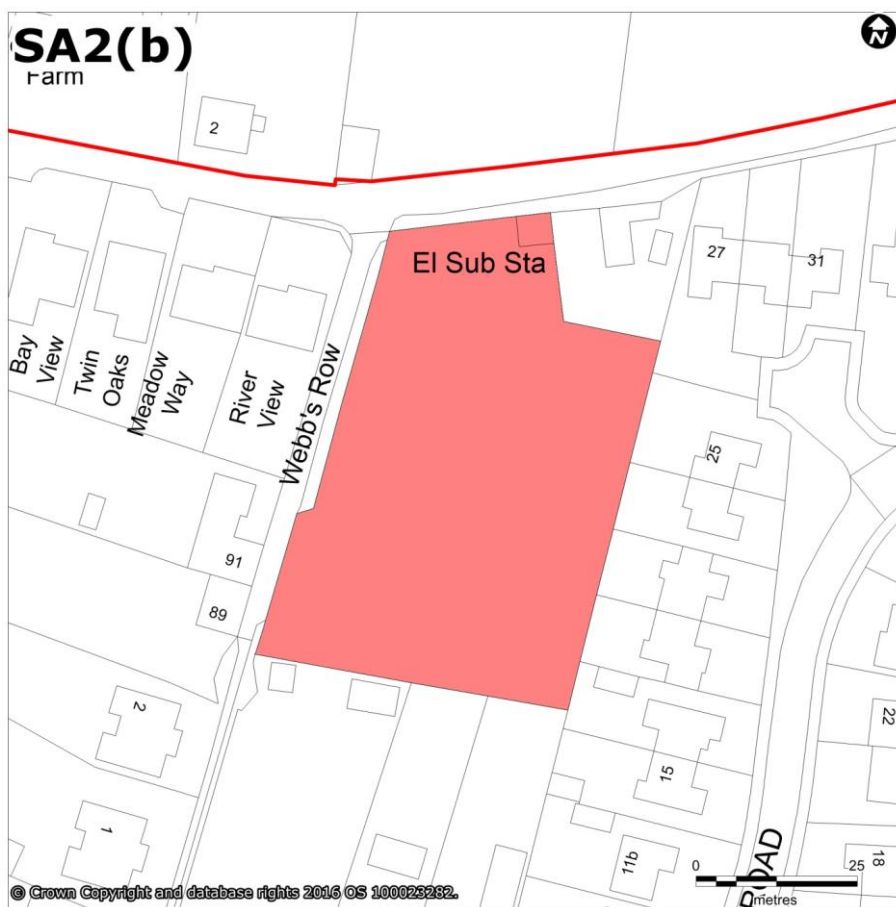 SA2(b)
N
Farm
2
27
31
El Sub Sta
Bay
View
Twin
Oaks
Meadow
Way
River
View
Webb's Row
25
91
89
2
22
15
1
11b
18
ROAD
0
25
metres
© Crown Copyright and database rights 2016 OS 100023282.